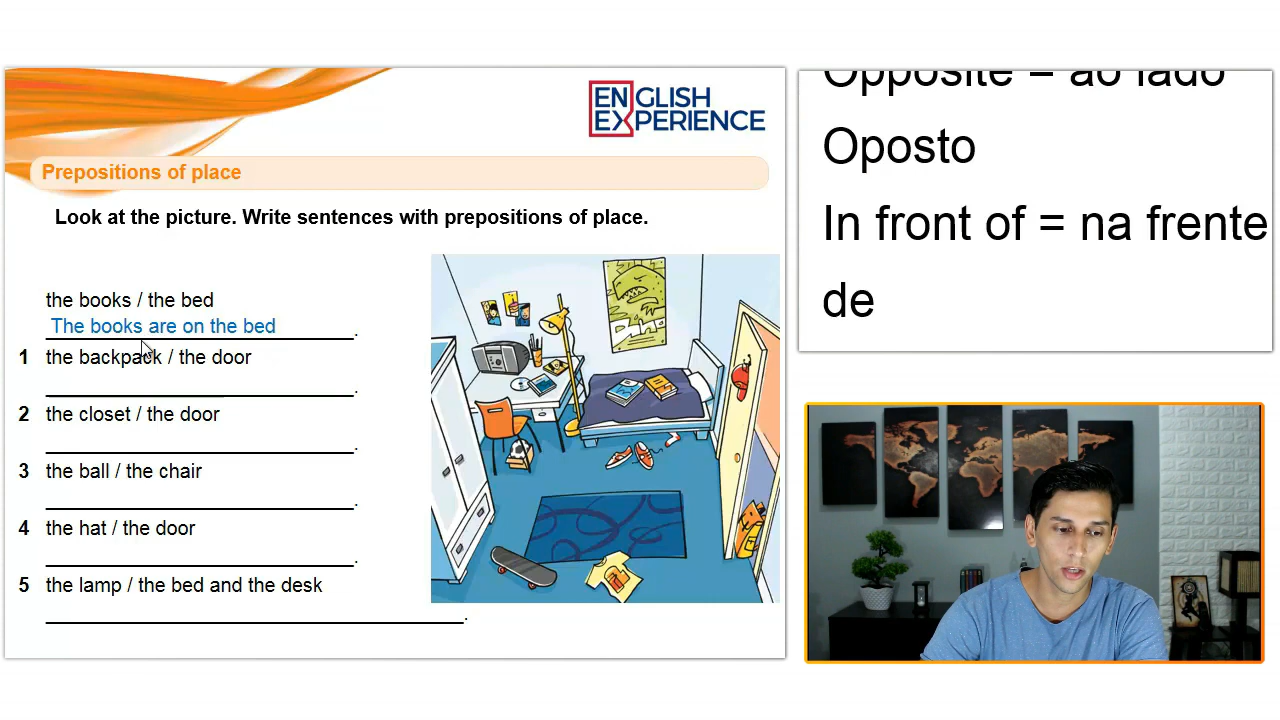 ENGLISH
EXPERIENCE
Prepositions of place
Look at the picture. Write sentences with prepositions of place.
the books / the bed
The books are on the bed.
1 the backpack / the door
.
2 the closet / the door
.
3 the ball / the chair
.
4 the hat / the door
.
5 the lamp / the bed and the desk
.
Opposite = ao lado
Oposto
In front of = na frente
de